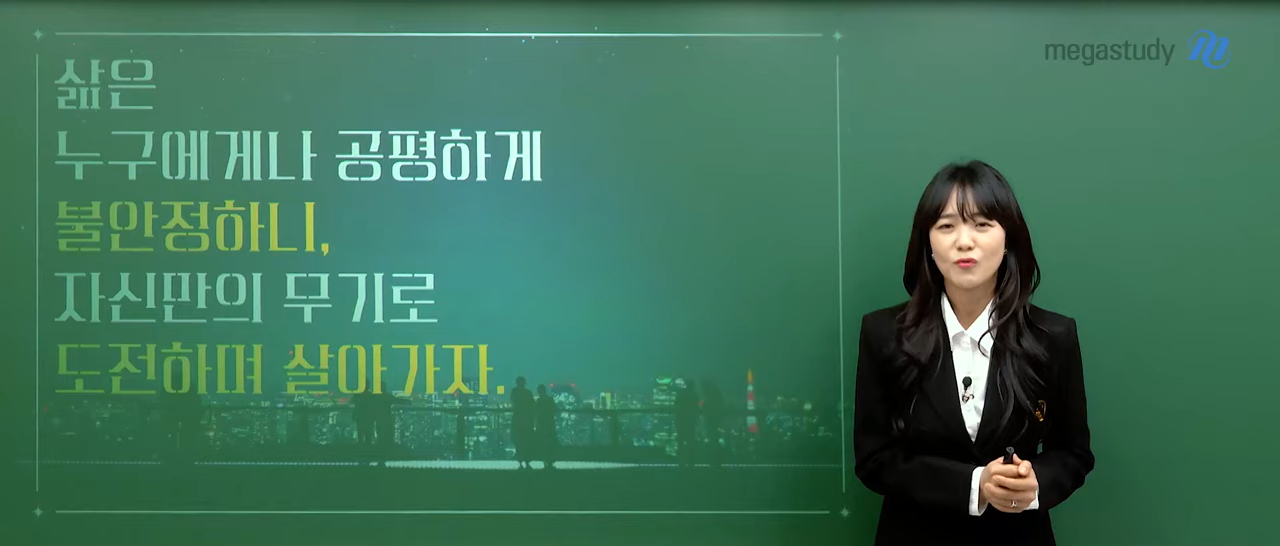 삶은
누구에게나 공평하게
불안정하니,
자신만의 무기로
도전하며 살아가자.
megastudy